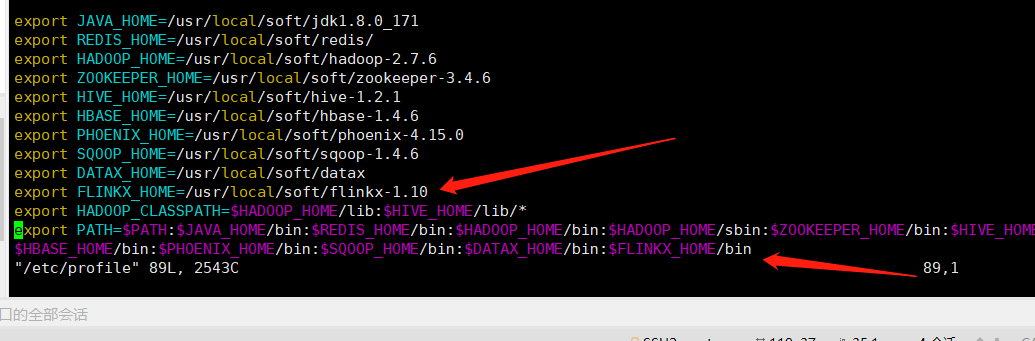 export JAVA_HOME=/usr/local/soft/jdk1.8.0_171
export REDIS_HOME=/usr/local/soft/redis/
export HADOOP_HOME=/usr/local/soft/hadoop-2.7.6
export ZOOKEEPER_HOME=/usr/local/soft/zookeeper-3.4.6
export HIVE_HOME=/usr/local/soft/hive-1.2.1
export HBASE_HOME=/usr/local/soft/hbase-1.4.6
export PHOENIX_HOME=/usr/local/soft/phoenix-4.15.0
export SQOOP_HOME=/usr/local/soft/sqoop-1.4.6
export DATAX_HOME=/usr/local/soft/datax
export FLINKX_HOME=/usr/local/soft/flinkx-1.10
export HADOOP_CLASSPATH=$HADOOP_HOME/lib:$HIVE_HOME/lib/*
export PATH=$PATH:$JAVA_HOME/bin:$REDIS_HOME/bin:$HADOOP_HOME/bin:$HADOOP_HOME/sbin:$ZOOKEEPER_HOME/bin:$HIVE_HOME
$HBASE_HOME/bin:$PHOENIX_HOME/bin:$SQOOP_HOME/bin:$DATAX_HOME/bin:$FLINKX_HOME/bin
"/etc/profile" 89L, 2543C 89,1
口的全部会话